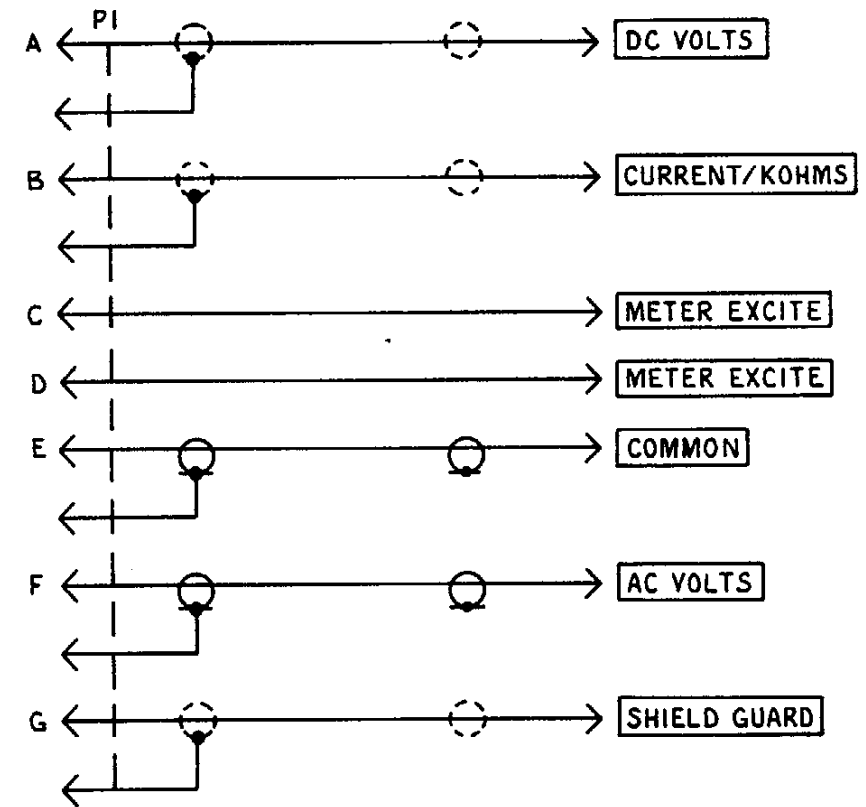 P1
A DC VOLTS
B CURRENT/KOHMS
C METER EXCITE
D METER EXCITE
E COMMON
F AC VOLTS
G SHIELD GUARD